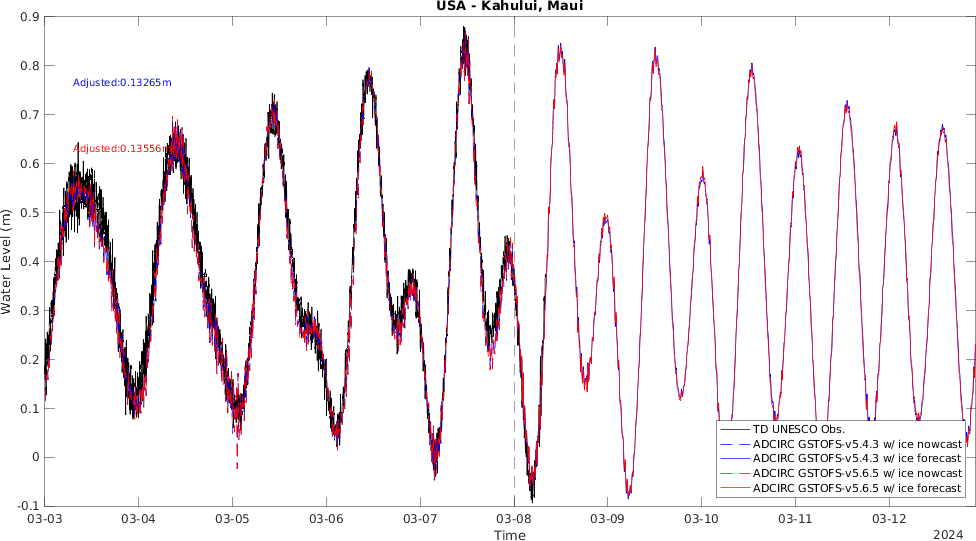 USA - Kahului, Maui
0.9
0.8
0.7
0.6
0.5
0.4
0.3
0.2
0.1
0
-0.1
Water Level (m)
Adjusted:0.13265m
Adjusted:0.13556m
TD UNESCO Obs.
ADCIRC GSTOFS-v5.4.3 w/ ice nowcast
ADCIRC GSTOFS-v5.4.3 w/ ice forecast
ADCIRC GSTOFS-v5.6.5 w/ ice nowcast
ADCIRC GSTOFS-v5.6.5 w/ ice forecast
03-03 03-04 03-05 03-06 03-07 03-08 03-09 03-10 03-11 03-12
Time
2024